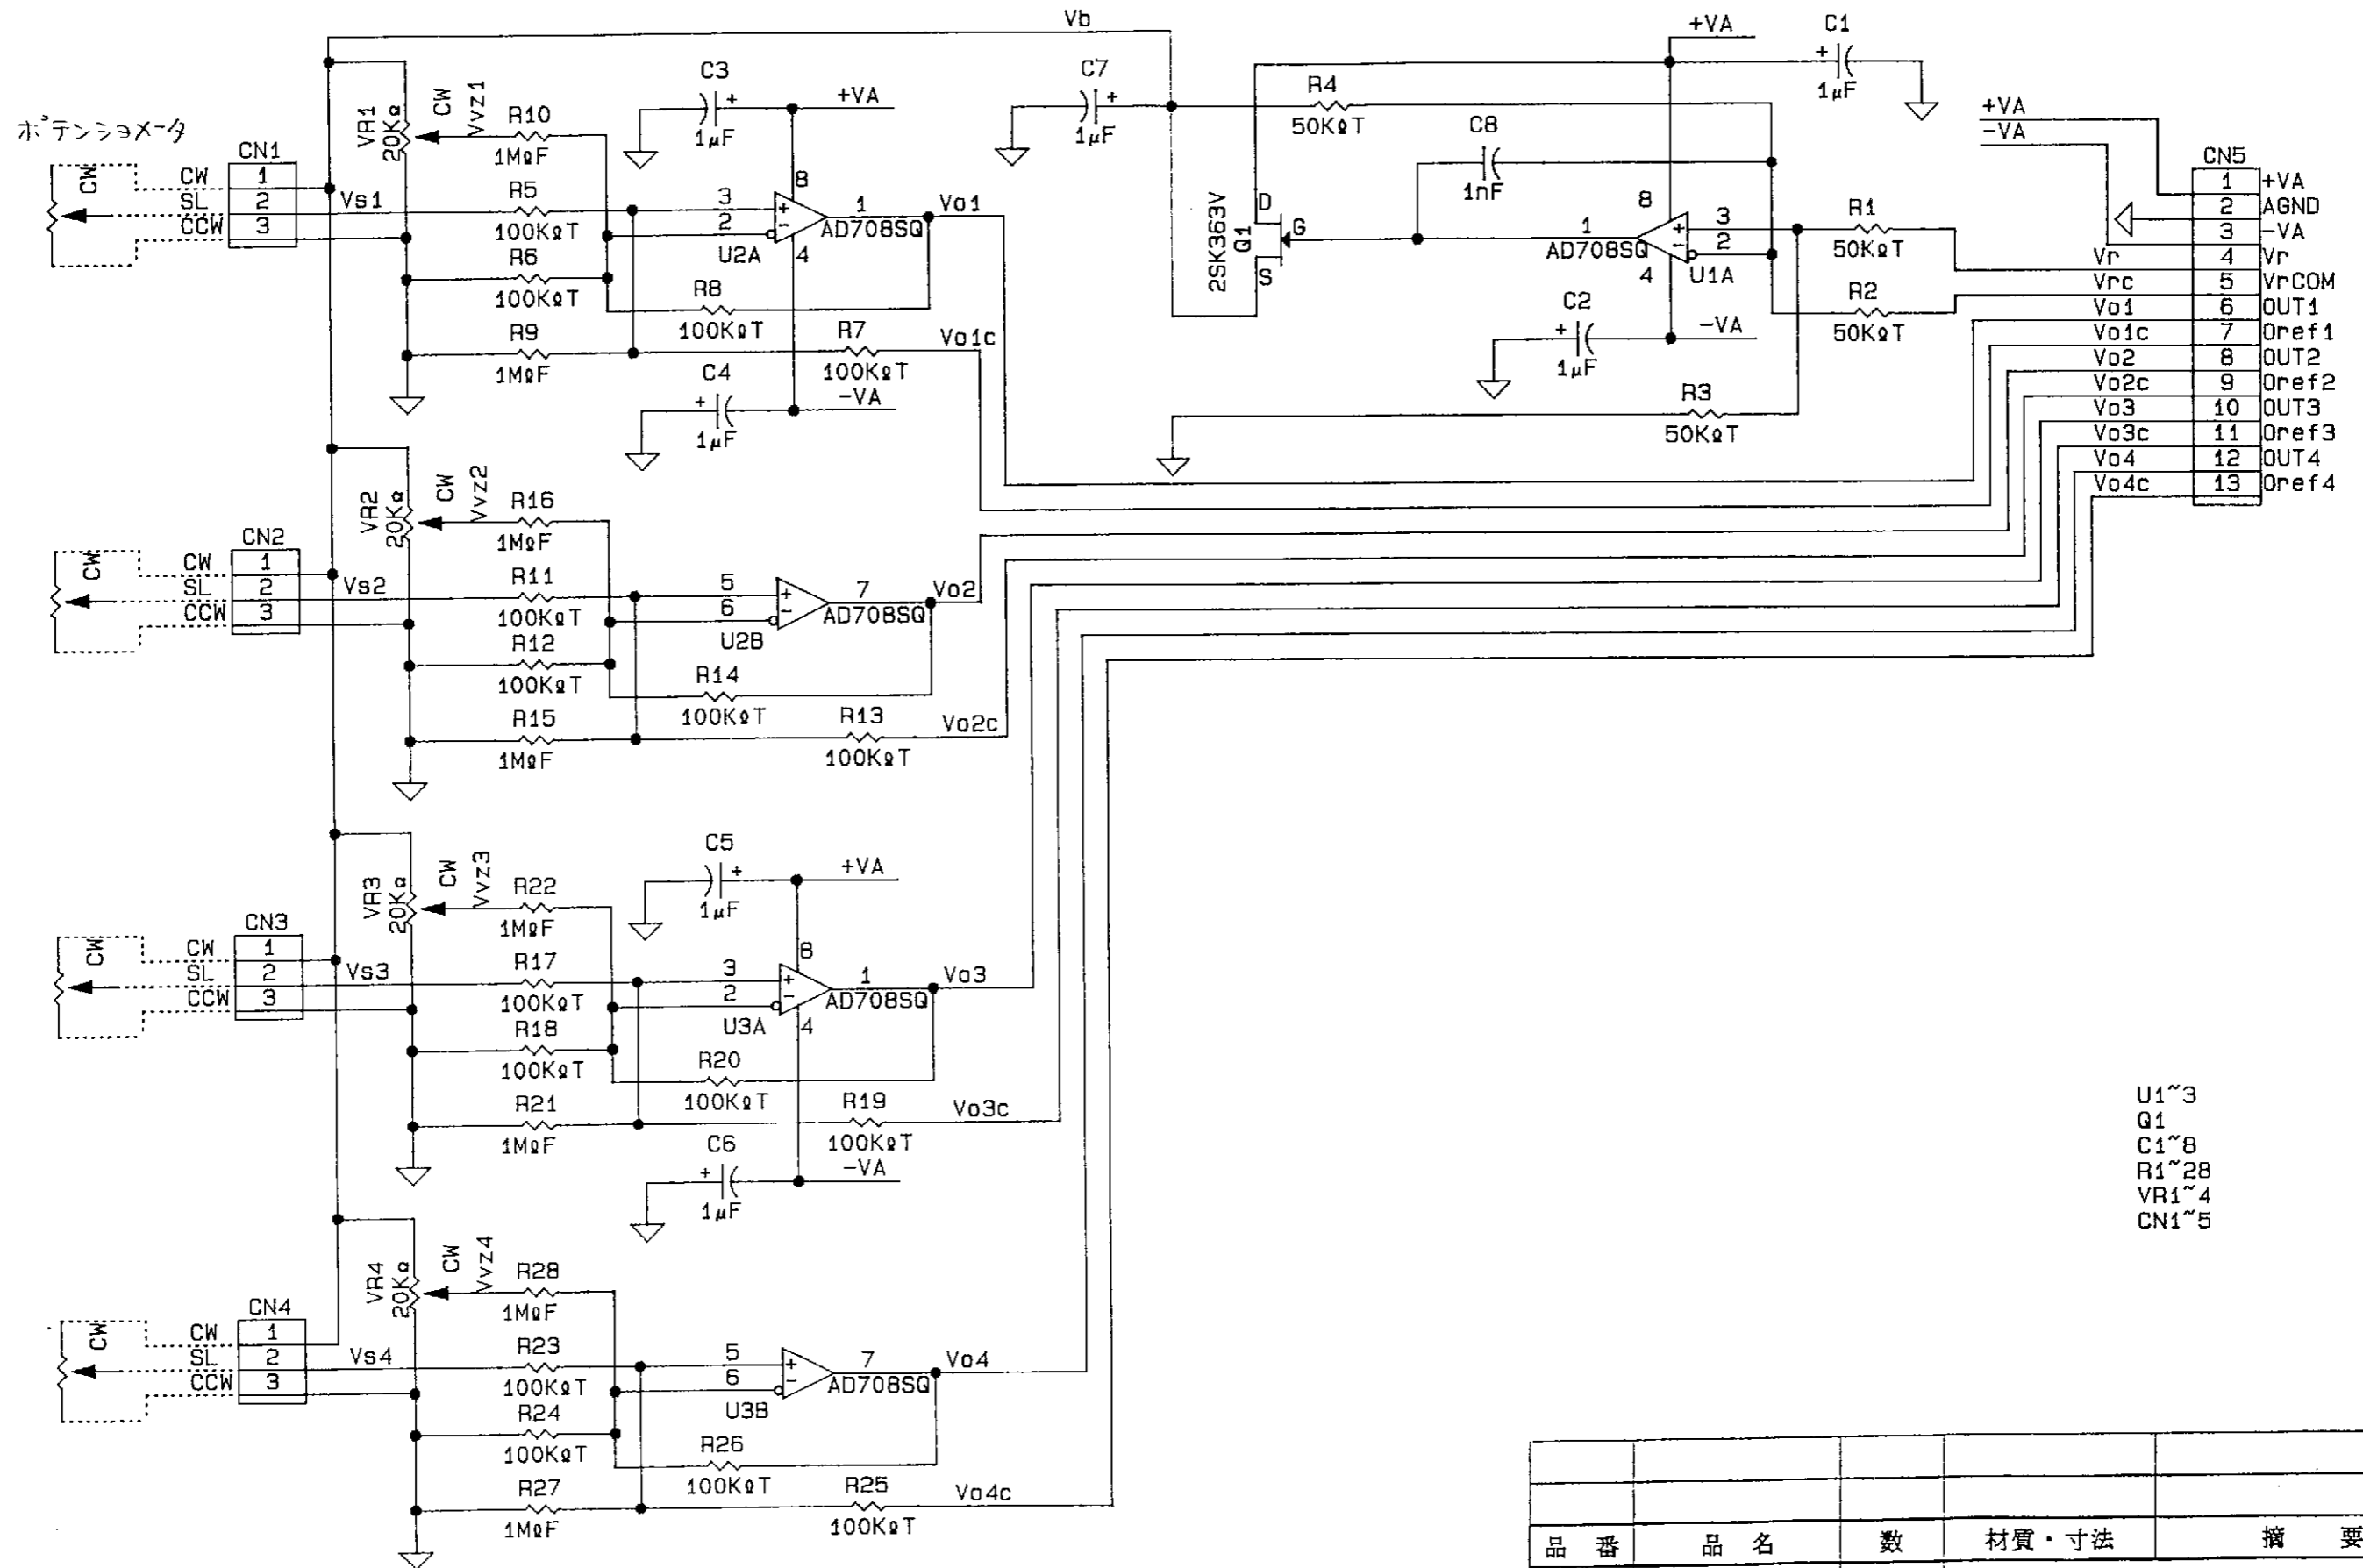 Vb
+VA
C1
1µF
C3
+VA
1µF
C7
1µF
R4
50KΩT
C8
1nF
ポテンショメータ
VR1
20KΩ
CW
Vvz1
R10
1MΩF
CN1
CW 1
SL 2
CCW 3
CW
Vs1
R5
100KΩT
R6
100KΩT
R9
1MΩF
3
2
8
4
1
AD708SQ
U2A
Vo1
R8
100KΩT
R7
100KΩT
Vo1c
C4
1µF
-VA
2SK363V
Q1
D
G
S
8
3
2
1
4
AD708SQ
U1A
R1
50KΩT
R2
50KΩT
C2
1µF
-VA
R3
50KΩT
+VA
-VA
CN5
1 +VA
2 AGND
3 -VA
Vr 4 Vr
Vrc 5 VrCOM
Vo1 6 OUT1
Vo1c 7 Oref1
Vo2 8 OUT2
Vo2c 9 Oref2
Vo3 10 OUT3
Vo3c 11 Oref3
Vo4 12 OUT4
Vo4c 13 Oref4
VR2
20KΩ
CW
Vvz2
R16
1MΩF
CN2
CW 1
SL 2
CCW 3
CW
Vs2
R11
100KΩT
R12
100KΩT
R15
1MΩF
5
6
7
AD708SQ
U2B
Vo2
R14
100KΩT
R13
100KΩT
Vo2c
C5
1µF
+VA
VR3
20KΩ
CW
Vvz3
R22
1MΩF
CN3
CW 1
SL 2
CCW 3
CW
Vs3
R17
100KΩT
R18
100KΩT
R21
1MΩF
3
2
8
4
1
AD708SQ
U3A
Vo3
R20
100KΩT
R19
100KΩT
Vo3c
C6
1µF
-VA
U1~3
Q1
C1~8
R1~28
VR1~4
CN1~5
VR4
20KΩ
CW
Vvz4
R28
1MΩF
CN4
CW 1
SL 2
CCW 3
CW
Vs4
R23
100KΩT
R24
100KΩT
R27
1MΩF
5
6
7
AD708SQ
U3B
Vo4
R26
100KΩT
R25
100KΩT
Vo4c
品 番 品 名 数 材質・寸法 摘 要